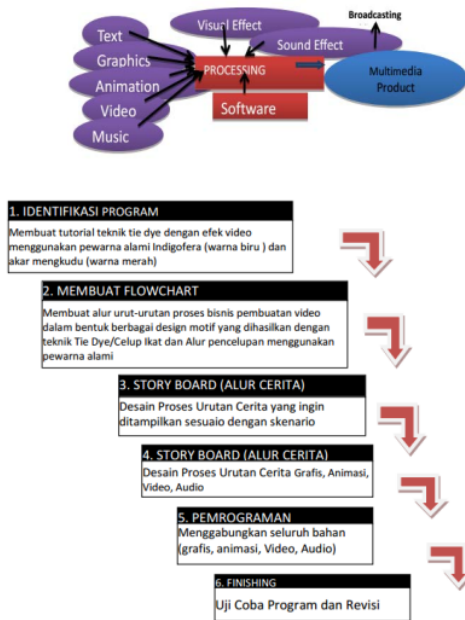 Text
Graphics
Animation
Video
Music
Visual Effect
Sound Effect
PROCESSING
Software
Broadcasting
Multimedia
Product
1. IDENTIFIKASI PROGRAM
Membuat tutorial teknik tie dye dengan efek video
menggunakan pewarna alami Indigofera (warna biru ) dan
akar mengkudu (warna merah)
2. MEMBUAT FLOWCHART
Membuat alur urut-urutan proses bisnis pembuatan video
dalam bentuk berbagai design motif yang dihasilkan dengan
teknik Tie Dye/Celup Ikat dan Alur pencelupan menggunakan
pewarna alami
3. STORY BOARD (ALUR CERITA)
Desain Proses Urutan Cerita yang ingin
ditampilkan sesuaio dengan skenario
4. STORY BOARD (ALUR CERITA)
Desain Proses Urutan Cerita Grafis, Animasi,
Video, Audio
5. PEMROGRAMAN
Menggabungkan seluruh bahan
(grafis, animasi, Video, Audio)
6. FINISHING
Uji Coba Program dan Revisi